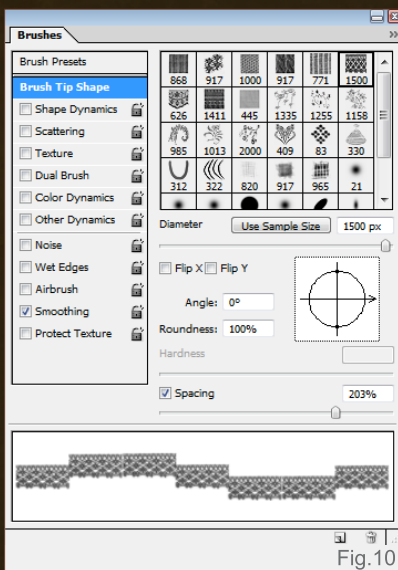 Brushes
Brush Presets
Brush Tip Shape
Shape Dynamics
Scattering
Texture
Dual Brush
Color Dynamics
Other Dynamics
Noise
Wet Edges
Airbrush
Smoothing
Protect Texture
868 917 1000 917 771 1500
626 1411 445 1335 1255 1158
985 1013 2000 409 83 330
312 322 820 917 965 21
Diameter Use Sample Size 1500 px
Flip X Flip Y
Angle: 0°
Roundness: 100%
Hardness
Spacing 203%
Fig.10